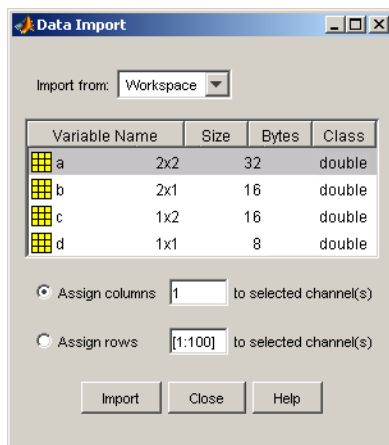 Data Import
Import from: Workspace
Variable Name Size Bytes Class
a 2x2 32 double
b 2x1 16 double
c 1x2 16 double
d 1x1 8 double
Assign columns 1 to selected channel(s)
Assign rows [1:100] to selected channel(s)
Import Close Help